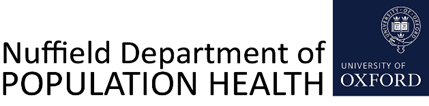 Nuffield Department of
POPULATION HEALTH
UNIVERSITY OF
OXFORD